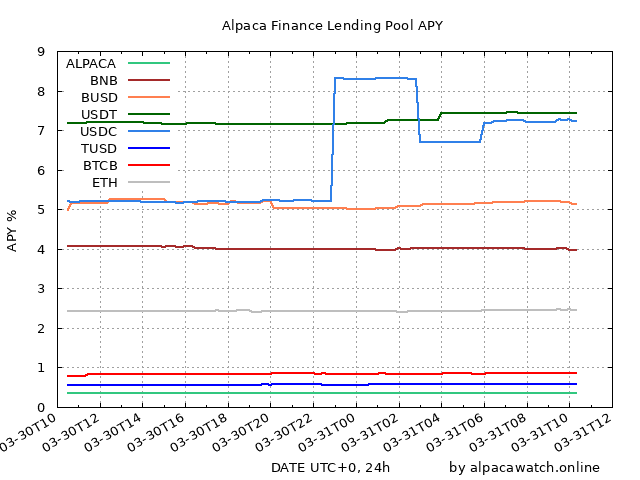 Alpaca Finance Lending Pool APY
9
8
7
6
5
4
3
2
1
0
APY %
ALPACA
BNB
BUSD
USDT
USDC
TUSD
BTCB
ETH
03-30T10
03-30T12
03-30T14
03-30T16
03-30T18
03-30T20
03-30T22
03-31T00
03-31T02
03-31T04
03-31T06
03-31T08
03-31T10
03-31T12
DATE UTC+0, 24h
by alpacawatch.online